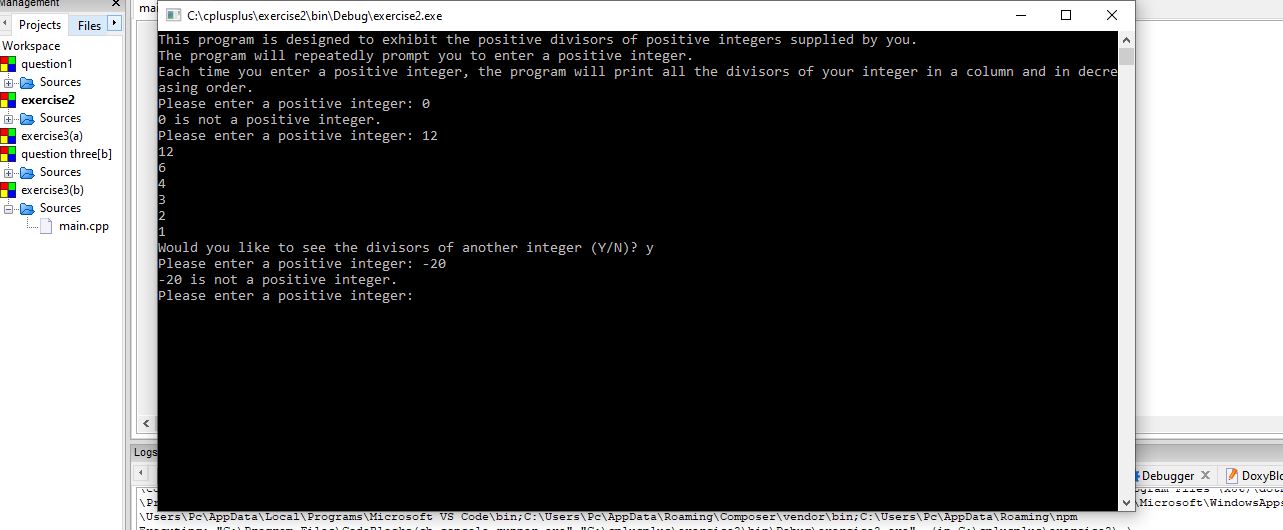 Management
Projects
Files
Workspace
question1
Sources
exercise2
Sources
exercise3(a)
question three[b]
Sources
exercise3(b)
Sources
main.cpp
C:\cplusplus\exercise2\bin\Debug\exercise2.exe
This program is designed to exhibit the positive divisors of positive integers supplied by you.
The program will repeatedly prompt you to enter a positive integer.
Each time you enter a positive integer, the program will print all the divisors of your integer in a column and in decre
asing order.
Please enter a positive integer: 0
0 is not a positive integer.
Please enter a positive integer: 12
12
6
4
3
2
1
Would you like to see the divisors of another integer (Y/N)? y
Please enter a positive integer: -20
-20 is not a positive integer.
Please enter a positive integer:
Logs
Debugger
DoxyBlo
\Microsoft\WindowsApps
\Users\Pc\AppData\Local\Programs\Microsoft VS Code\bin;C:\Users\Pc\AppData\Roaming\Composer\vendor\bin;C:\Users\Pc\AppData\Roaming\npm